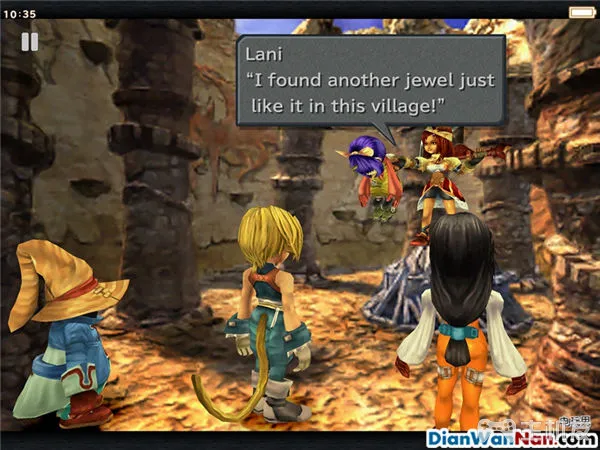 10:35
Lani
“I found another jewel just
like it in this village!”
DianWanNan.com